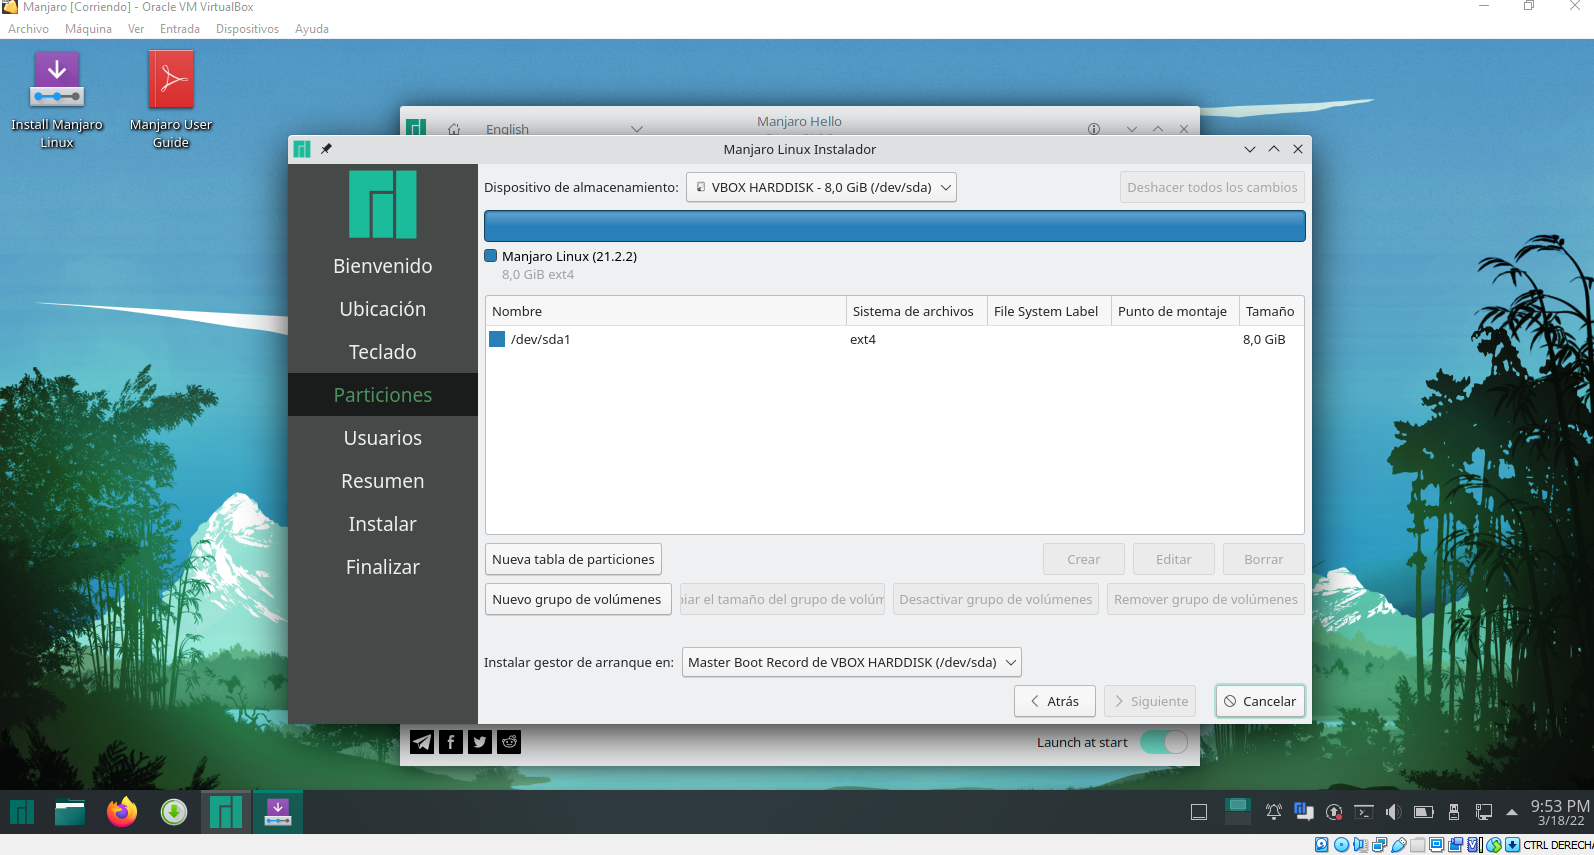 Manjaro [Corriendo] - Oracle VM VirtualBox
Archivo Máquina Ver Entrada Dispositivos Ayuda
Install Manjaro
Linux
Manjaro User
Guide
English
Manjaro Hello
Manjaro Linux Instalador
Bienvenido
Ubicación
Teclado
Particiones
Usuarios
Resumen
Instalar
Finalizar
Dispositivo de almacenamiento: VBOX HARDDISK - 8,0 GiB (/dev/sda) Deshacer todos los cambios
Manjaro Linux (21.2.2)
8,0 GiB ext4
Nombre Sistema de archivos File System Label Punto de montaje Tamaño
/dev/sda1 ext4 8,0 GiB
Nueva tabla de particiones Crear Editar Borrar
Nuevo grupo de volúmenes iar el tamaño del grupo de volúm Desactivar grupo de volúmenes Remover grupo de volúmenes
Instalar gestor de arranque en: Master Boot Record de VBOX HARDDISK (/dev/sda)
Atrás Siguiente Cancelar
Launch at start
9:53 PM
3/18/22
CTRL DERECH